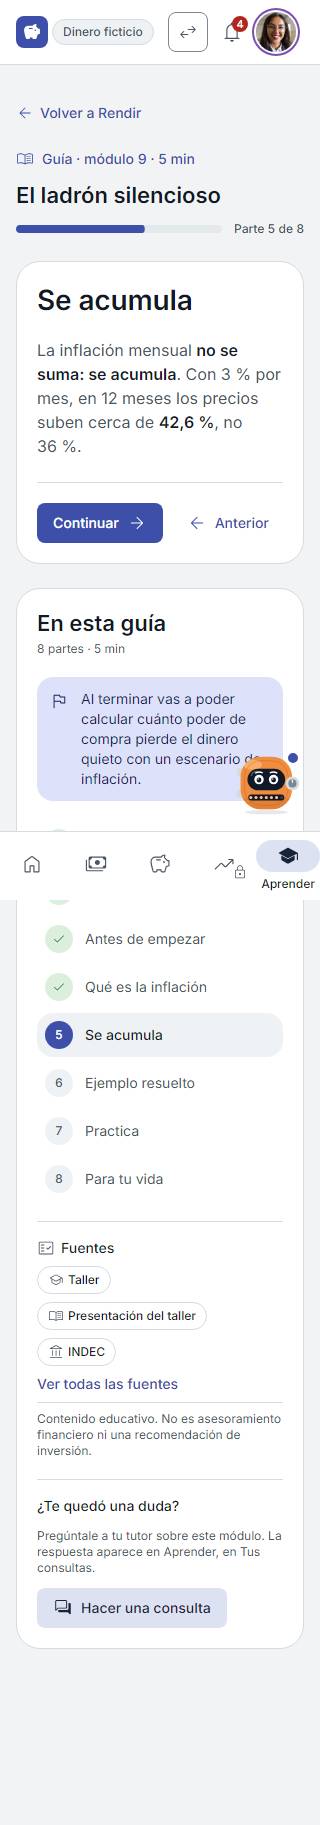 Dinero ficticio
4
Volver a Rendir
Guía · módulo 9 · 5 min
El ladrón silencioso
Parte 5 de 8
Se acumula
La inflación mensual no se
suma: se acumula. Con 3 % por
mes, en 12 meses los precios
suben cerca de 42,6 %, no
36 %.
Continuar
Anterior
En esta guía
8 partes · 5 min
Al terminar vas a poder
calcular cuánto poder de
compra pierde el dinero
quieto con un escenario
inflación.
Aprender
Antes de empezar
Qué es la inflación
5 Se acumula
6 Ejemplo resuelto
7 Practica
8 Para tu vida
Fuentes
Taller
Presentación del taller
INDEC
Ver todas las fuentes
Contenido educativo. No es asesoramiento
financiero ni una recomendación de
inversión.
¿Te quedó una duda?
Pregúntale a tu tutor sobre este módulo. La
respuesta aparece en Aprender, en Tus
consultas.
Hacer una consulta